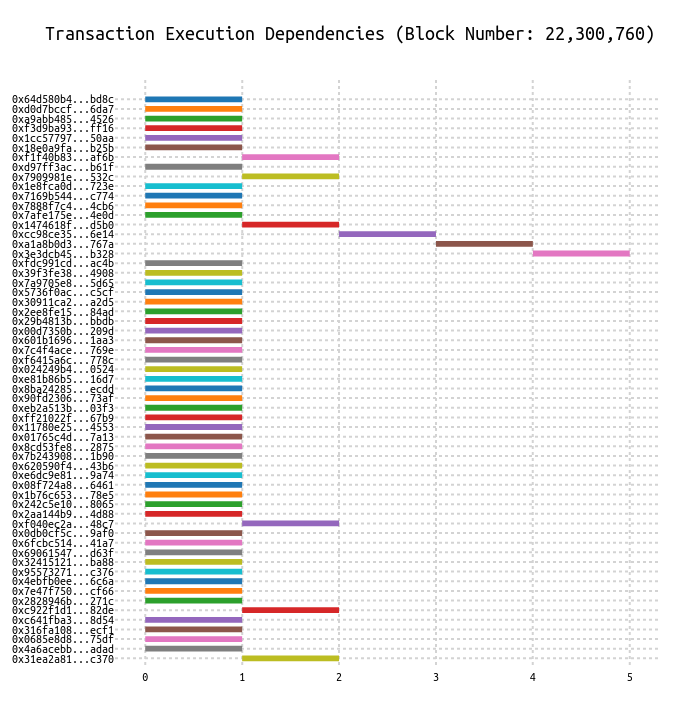 Transaction Execution Dependencies (Block Number: 22,300,760)
0x64d580b4...bd8c
0xd0d7bccf...6da7
0xa9abb485...4526
0xf3d9ba93...ff16
0x1cc57797...50aa
0x18e0a9fa...b25b
0xf1f40b83...af6b
0xd97ff3ac...b61f
0x7909981e...532c
0x1e8fca0d...723e
0x7169b544...c774
0x7888f7c4...4cb6
0x7afe175e...4e0d
0x1474618f...d5b0
0xcc98ce35...6e14
0xa1a8b0d3...767a
0x3e3dcb45...b328
0xfdc991cd...ac4b
0x39f3fe38...4908
0x7a9705e8...5d65
0x5736f0ac...c5cf
0x30911ca2...a2d5
0x2ee8fe15...84ad
0x29b4813b...bbdb
0x00d7350b...209d
0x601b1696...1aa3
0x7c4f4ace...769e
0xf6415a6c...778c
0x024249b4...0524
0xe81b86b5...16d7
0x8ba24285...ecdd
0x90fd2306...73af
0xeb2a513b...03f3
0xff21022f...67b9
0x11780e25...4553
0x01765c4d...7a13
0x8cd53fe8...2875
0x7b243908...1b90
0x620590f4...43b6
0xe6dc9e81...9a74
0x08f724a8...6461
0x1b76c653...78e5
0x242c5e10...8065
0x2aa144b9...4d88
0xf040ec2a...48c7
0x0db0cf5c...9af0
0x6fcbc514...41a7
0x69061547...d63f
0x32415121...ba88
0x95573271...c376
0x4ebfb0ee...6c6a
0x7e47f750...cf66
0x2828946b...271c
0xc922f1d1...82de
0xc641fba3...8d54
0x316fa108...ecf1
0x0685e8d8...75df
0x4a6acebb...adad
0x31ea2a81...c370
0 1 2 3 4 5